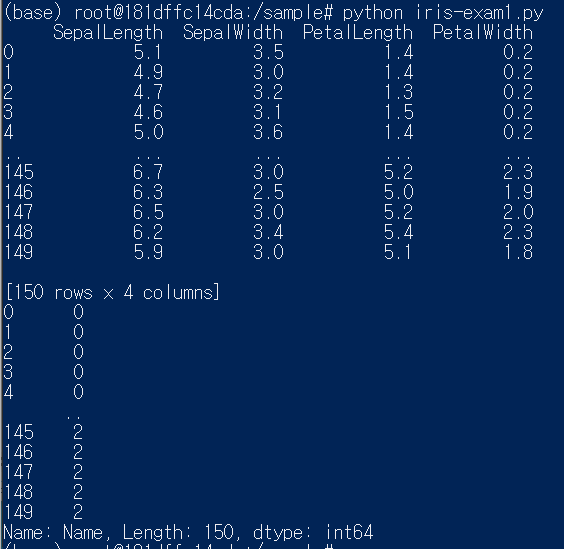 (base) root@181dffc14cda:/sample# python iris-exam1.py
     SepalLength  SepalWidth  PetalLength  PetalWidth
0            5.1         3.5          1.4         0.2
1            4.9         3.0          1.4         0.2
2            4.7         3.2          1.3         0.2
3            4.6         3.1          1.5         0.2
4            5.0         3.6          1.4         0.2
..           ...         ...          ...         ...
145          6.7         3.0          5.2         2.3
146          6.3         2.5          5.0         1.9
147          6.5         3.0          5.2         2.0
148          6.2         3.4          5.4         2.3
149          5.9         3.0          5.1         1.8

[150 rows x 4 columns]
0      0
1      0
2      0
3      0
4      0
      ..
145    2
146    2
147    2
148    2
149    2
Name: Name, Length: 150, dtype: int64